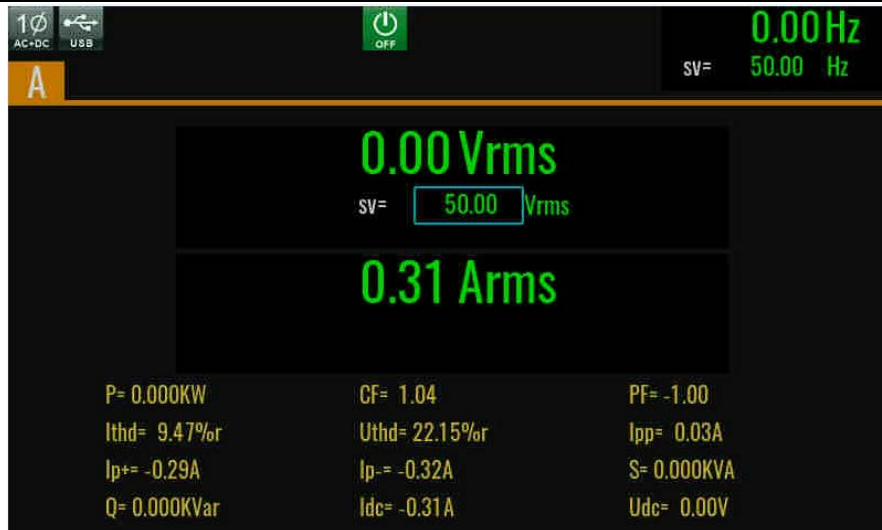 1Ø
AC+DC
USB
OFF
0.00 Hz
sv= 50.00 Hz
A
0.00 Vrms
sv= 50.00 Vrms
0.31 Arms
P= 0.000KW CF= 1.04 PF= -1.00
Ithd= 9.47%r Uthd= 22.15%r Ipp= 0.03A
Ip+= -0.29A Ip-= -0.32A S= 0.000KVA
Q= 0.000KVar Idc= -0.31A Udc= 0.00V